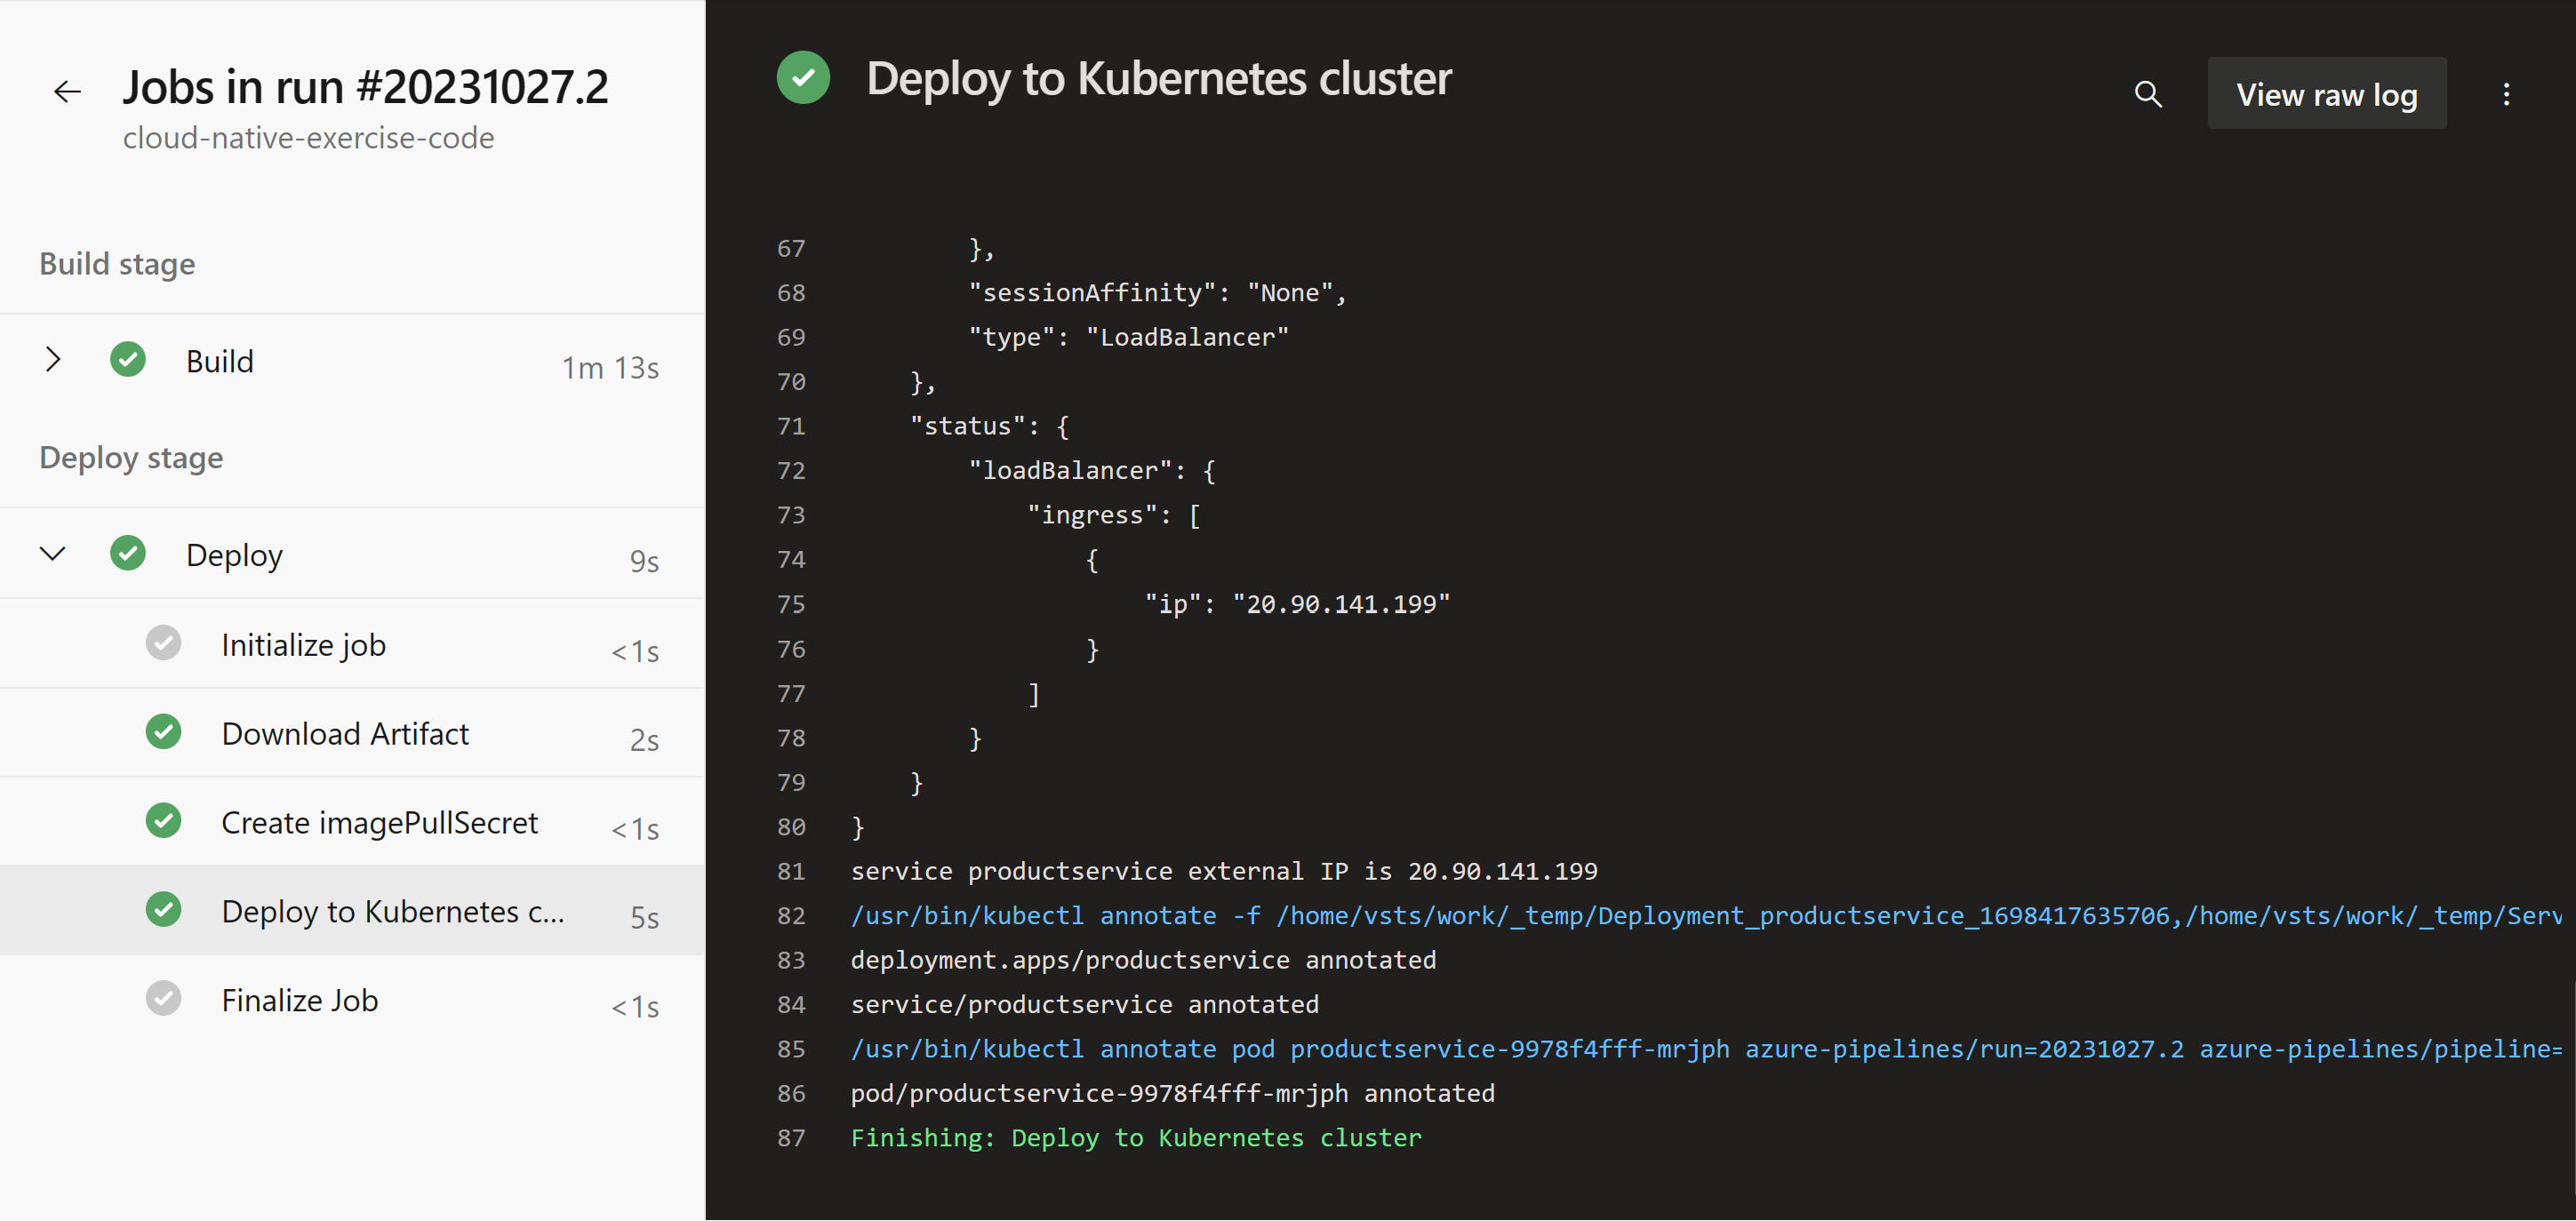 Jobs in run #20231027.2
cloud-native-exercise-code
Build stage
Build 1m 13s
Deploy stage
Deploy 9s
Initialize job <1s
Download Artifact 2s
Create imagePullSecret <1s
Deploy to Kubernetes c... 5s
Finalize Job <1s
Deploy to Kubernetes cluster
View raw log
67 },
68 "sessionAffinity": "None",
69 "type": "LoadBalancer"
70 },
71 "status": {
72 "loadBalancer": {
73 "ingress": [
74 {
75 "ip": "20.90.141.199"
76 }
77 ]
78 }
79 }
80 }
81 service productservice external IP is 20.90.141.199
82 /usr/bin/kubectl annotate -f /home/vsts/work/_temp/Deployment_productservice_1698417635706,/home/vsts/work/_temp/Serv
83 deployment.apps/productservice annotated
84 service/productservice annotated
85 /usr/bin/kubectl annotate pod productservice-9978f4fff-mrjph azure-pipelines/run=20231027.2 azure-pipelines/pipeline=
86 pod/productservice-9978f4fff-mrjph annotated
87 Finishing: Deploy to Kubernetes cluster